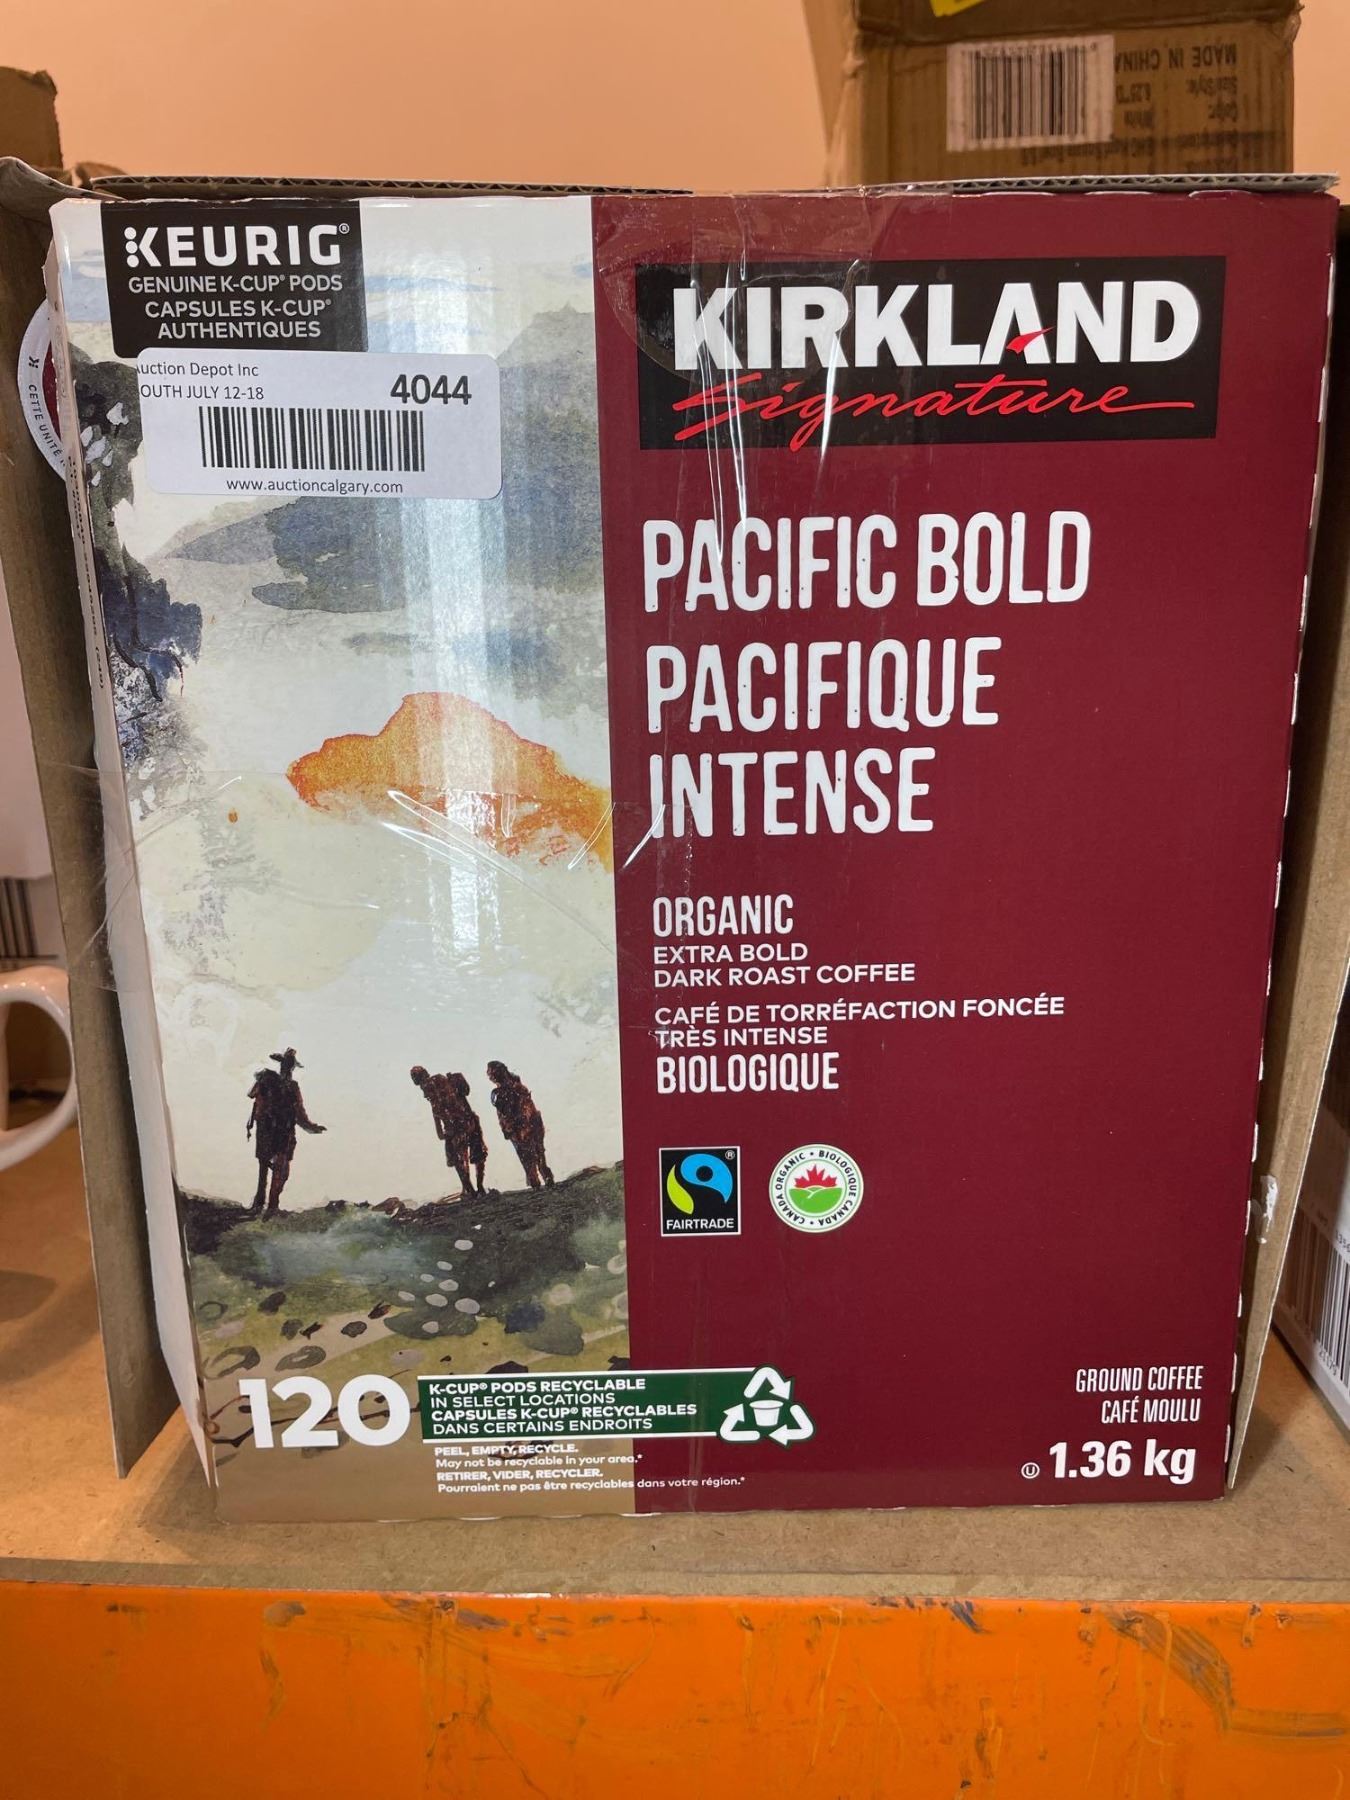 MADE IN CHINA
KEURIG®
GENUINE K-CUP® PODS
CAPSULES K-CUP®
AUTHENTIQUES
Auction Depot Inc
OUTH JULY 12-18
4044
www.auctioncalgary.com
CETTE UNITÉ
KIRKLAND
Signature
PACIFIC BOLD
PACIFIQUE
INTENSE
ORGANIC
EXTRA BOLD
DARK ROAST COFFEE
CAFÉ DE TORRÉFACTION FONCÉE
TRÈS INTENSE
BIOLOGIQUE
FAIRTRADE
®
CANADA ORGANIC • BIOLOGIQUE CANADA •
120
K-CUP® PODS RECYCLABLE
IN SELECT LOCATIONS
CAPSULES K-CUP® RECYCLABLES
DANS CERTAINS ENDROITS
PEEL, EMPTY, RECYCLE.
May not be recyclable in your area.*
RETIRER, VIDER, RECYCLER.
Pourraient ne pas être recyclables dans votre région.*
GROUND COFFEE
CAFÉ MOULU
Ⓤ 1.36 kg